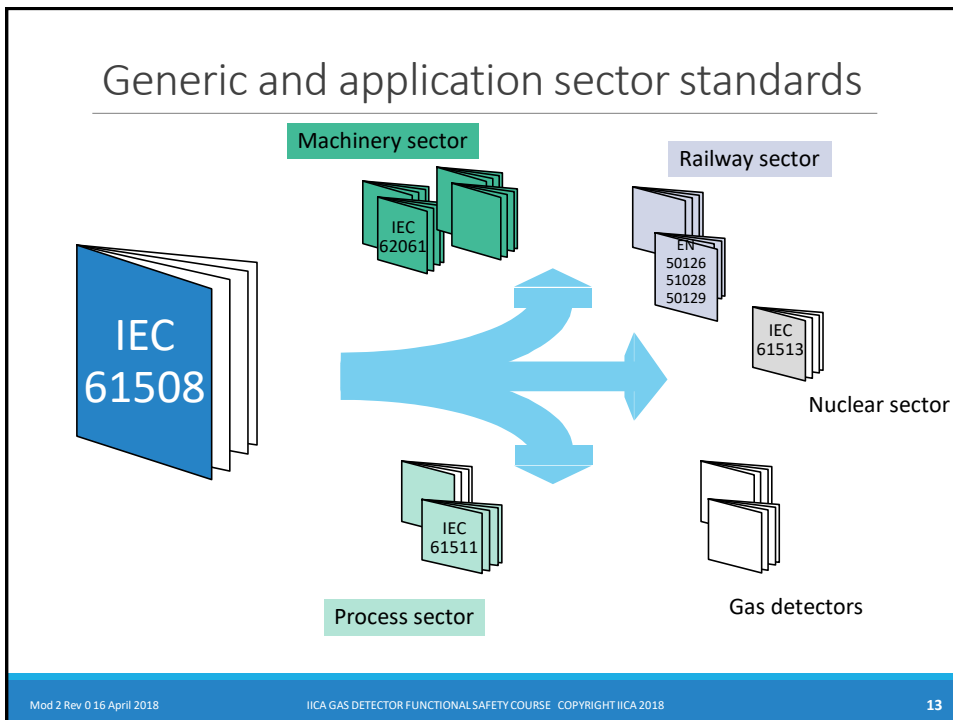 Generic and application sector standards
Machinery sector
Railway sector
IEC
62061
EN
50126
51028
50129
IEC
61508
IEC
61513
Nuclear sector
IEC
61511
Process sector
Gas detectors
Mod 2 Rev 0 16 April 2018
IICA GAS DETECTOR FUNCTIONAL SAFETY COURSE COPYRIGHT IICA 2018
13